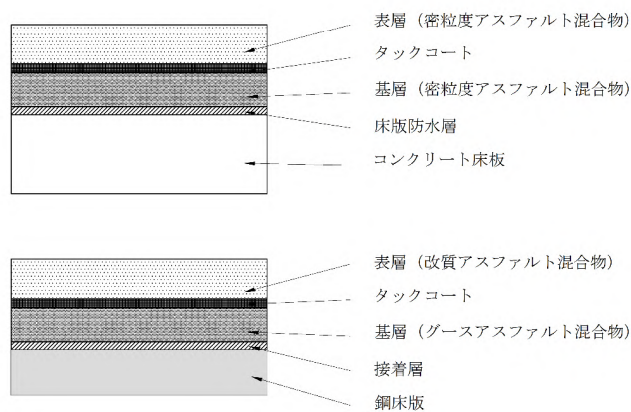 表層（密粒度アスファルト混合物）
タックコート
基層（密粒度アスファルト混合物）
床版防水層
コンクリート床板
表層（改質アスファルト混合物）
タックコート
基層（グースアスファルト混合物）
接着層
鋼床版